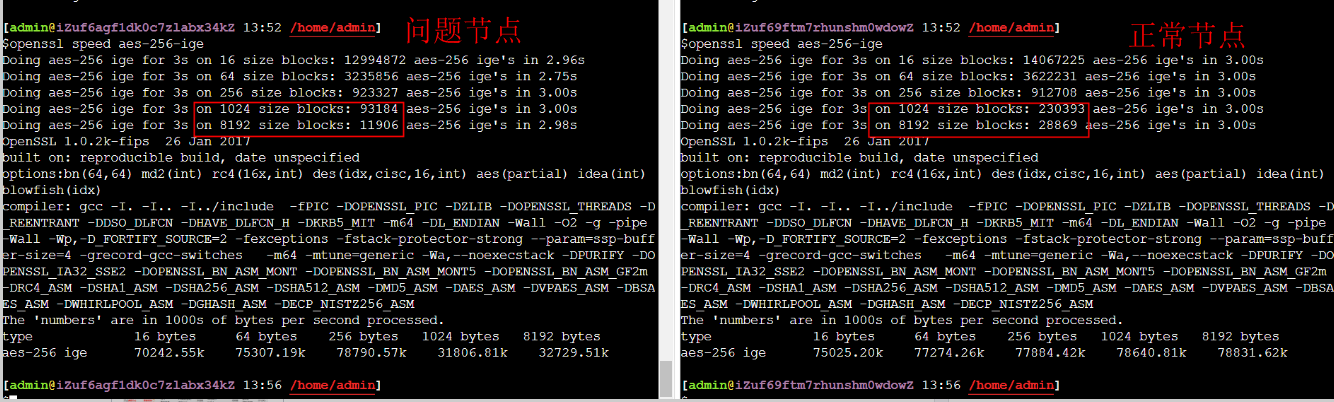 问题节点
[admin@iZuf6agf1dk0c7zlabx34kZ 13:52 /home/admin]
$openssl speed aes-256-ige
Doing aes-256 ige for 3s on 16 size blocks: 12994872 aes-256 ige's in 2.96s
Doing aes-256 ige for 3s on 64 size blocks: 3235856 aes-256 ige's in 2.75s
Doing aes-256 ige for 3s on 256 size blocks: 923327 aes-256 ige's in 3.00s
Doing aes-256 ige for 3s on 1024 size blocks: 93184 aes-256 ige's in 3.00s
Doing aes-256 ige for 3s on 8192 size blocks: 11906 aes-256 ige's in 2.98s
OpenSSL 1.0.2k-fips  26 Jan 2017
built on: reproducible build, date unspecified
options:bn(64,64) md2(int) rc4(16x,int) des(idx,cisc,16,int) aes(partial) idea(int)
blowfish(idx)
compiler: gcc -I. -I.. -I../include  -fPIC -DOPENSSL_PIC -DZLIB -DOPENSSL_THREADS -D
_REENTRANT -DDSO_DLFCN -DHAVE_DLFCN_H -DKRB5_MIT -m64 -DL_ENDIAN -Wall -O2 -g -pipe
-Wall -Wp,-D_FORTIFY_SOURCE=2 -fexceptions -fstack-protector-strong --param=ssp-buff
er-size=4 -grecord-gcc-switches   -m64 -mtune=generic -Wa,--noexecstack -DPURIFY -DO
PENSSL_IA32_SSE2 -DOPENSSL_BN_ASM_MONT -DOPENSSL_BN_ASM_MONT5 -DOPENSSL_BN_ASM_GF2m
-DRC4_ASM -DSHA1_ASM -DSHA256_ASM -DSHA512_ASM -DMD5_ASM -DAES_ASM -DVPAES_ASM -DBSA
ES_ASM -DWHIRLPOOL_ASM -DGHASH_ASM -DECP_NISTZ256_ASM
The 'numbers' are in 1000s of bytes per second processed.
type 16 bytes 64 bytes 256 bytes 1024 bytes 8192 bytes
aes-256 ige 70242.55k 75307.19k 78790.57k 31806.81k 32729.51k
[admin@iZuf6agf1dk0c7zlabx34kZ 13:56 /home/admin]
正常节点
[admin@iZuf69ftm7rhunshm0wdowZ 13:52 /home/admin]
$openssl speed aes-256-ige
Doing aes-256 ige for 3s on 16 size blocks: 14067225 aes-256 ige's in 3.00s
Doing aes-256 ige for 3s on 64 size blocks: 3622231 aes-256 ige's in 3.00s
Doing aes-256 ige for 3s on 256 size blocks: 912708 aes-256 ige's in 3.00s
Doing aes-256 ige for 3s on 1024 size blocks: 230393 aes-256 ige's in 3.00s
Doing aes-256 ige for 3s on 8192 size blocks: 28869 aes-256 ige's in 3.00s
OpenSSL 1.0.2k-fips  26 Jan 2017
built on: reproducible build, date unspecified
options:bn(64,64) md2(int) rc4(16x,int) des(idx,cisc,16,int) aes(partial) idea(int)
blowfish(idx)
compiler: gcc -I. -I.. -I../include  -fPIC -DOPENSSL_PIC -DZLIB -DOPENSSL_THREADS -D
_REENTRANT -DDSO_DLFCN -DHAVE_DLFCN_H -DKRB5_MIT -m64 -DL_ENDIAN -Wall -O2 -g -pipe
-Wall -Wp,-D_FORTIFY_SOURCE=2 -fexceptions -fstack-protector-strong --param=ssp-buff
er-size=4 -grecord-gcc-switches   -m64 -mtune=generic -Wa,--noexecstack -DPURIFY -DO
PENSSL_IA32_SSE2 -DOPENSSL_BN_ASM_MONT -DOPENSSL_BN_ASM_MONT5 -DOPENSSL_BN_ASM_GF2m
-DRC4_ASM -DSHA1_ASM -DSHA256_ASM -DSHA512_ASM -DMD5_ASM -DAES_ASM -DVPAES_ASM -DBSA
ES_ASM -DWHIRLPOOL_ASM -DGHASH_ASM -DECP_NISTZ256_ASM
The 'numbers' are in 1000s of bytes per second processed.
type 16 bytes 64 bytes 256 bytes 1024 bytes 8192 bytes
aes-256 ige 75025.20k 77274.26k 77884.42k 78640.81k 78831.62k
[admin@iZuf69ftm7rhunshm0wdowZ 13:56 /home/admin]